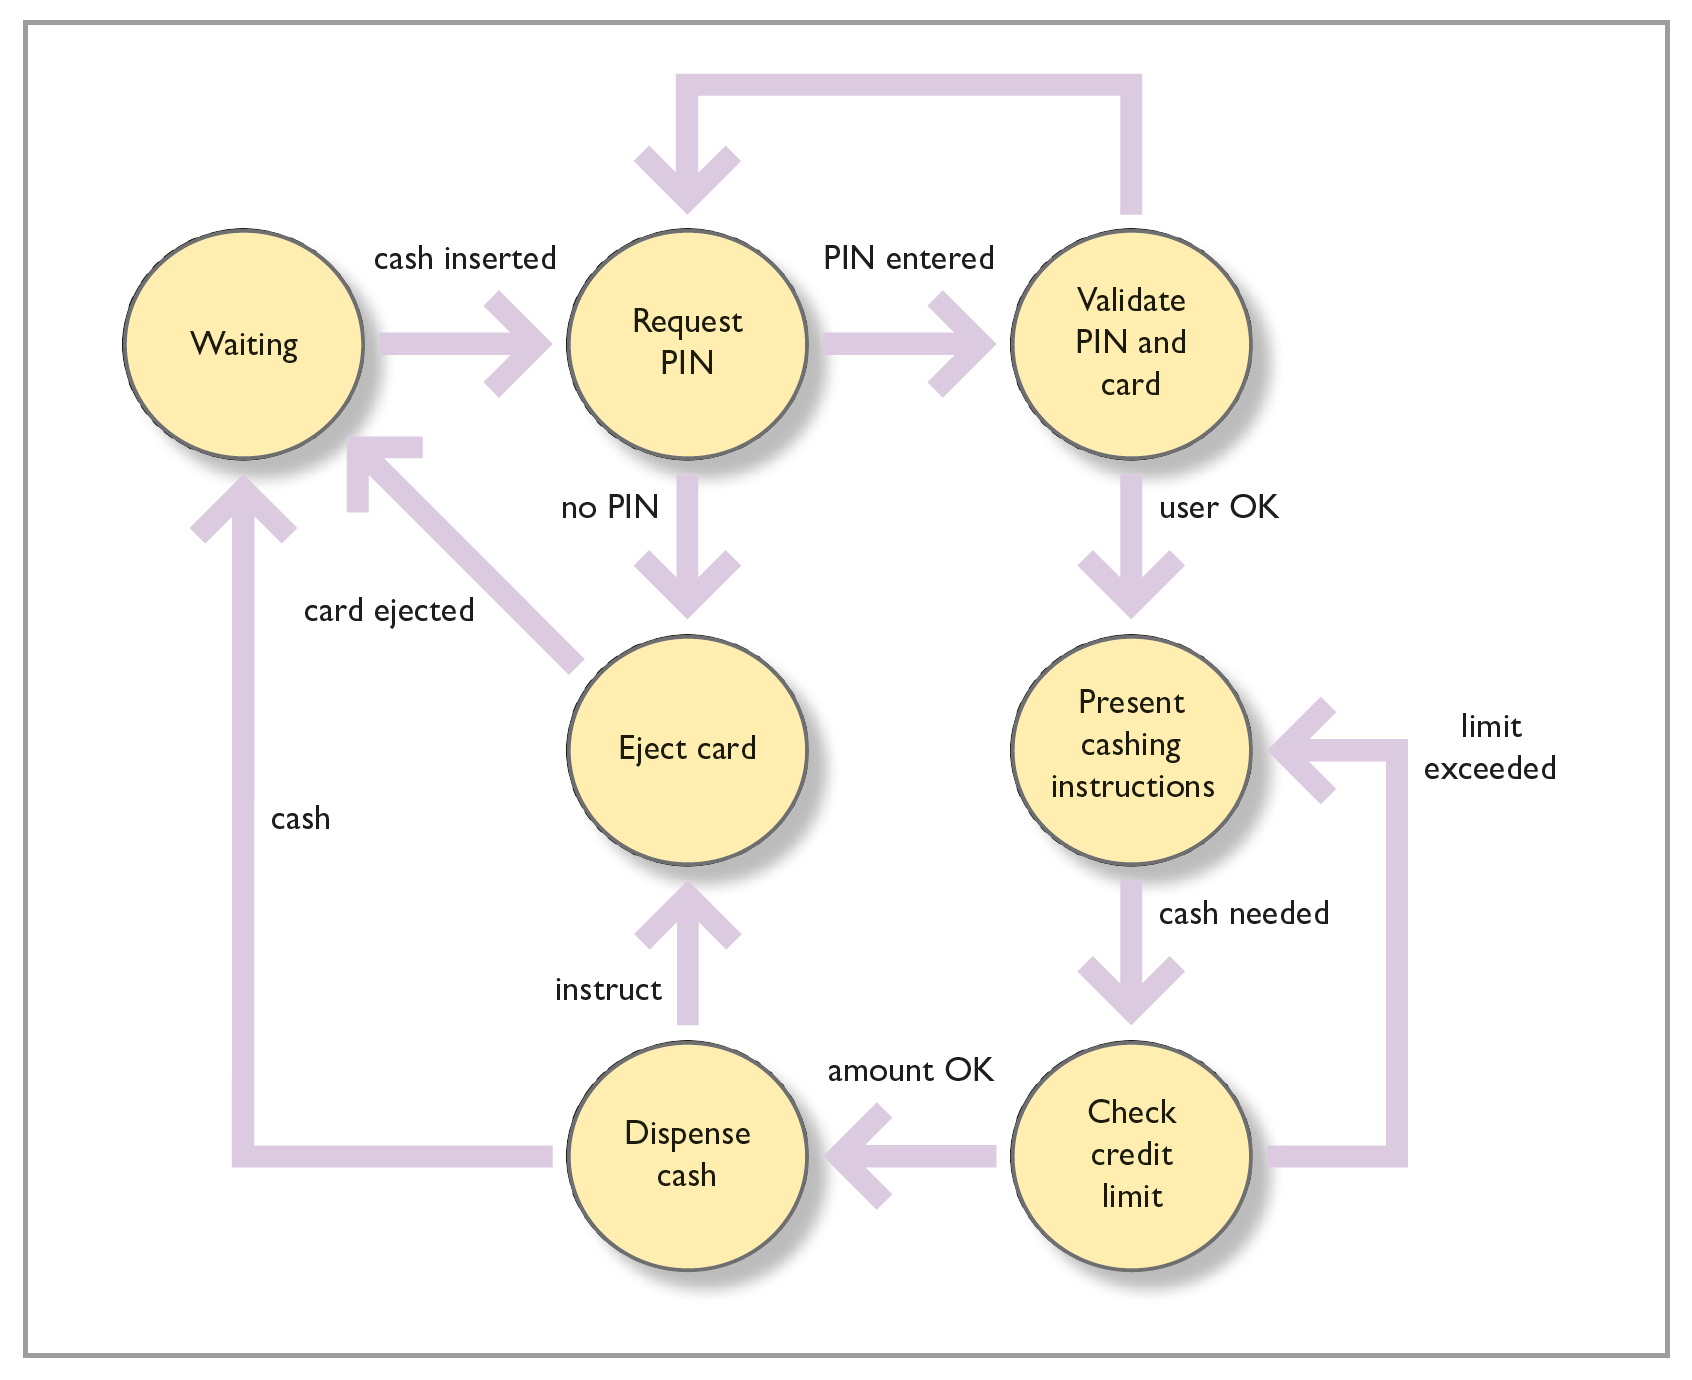 cash inserted
PIN entered
Waiting
Request
PIN
Validate
PIN and
card
no PIN
user OK
card ejected
Eject card
Present
cashing
instructions
limit
exceeded
cash
cash needed
instruct
amount OK
Dispense
cash
Check
credit
limit